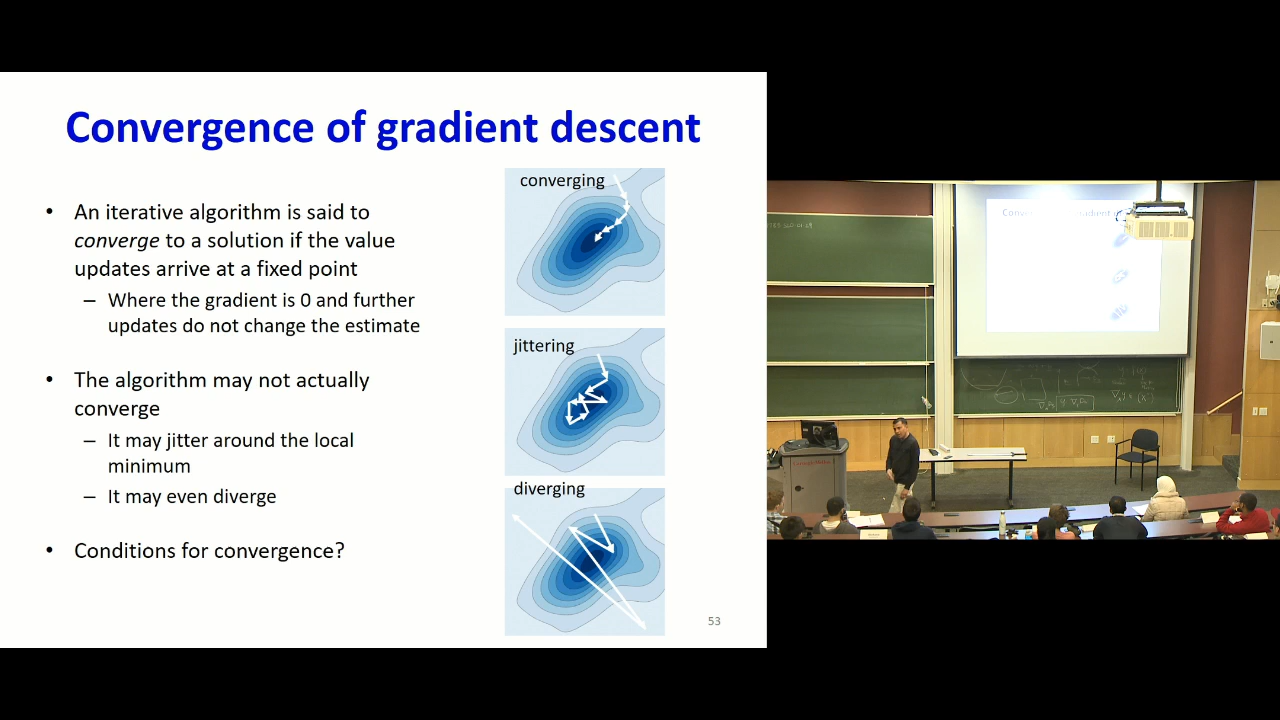 Convergence of gradient descent
• An iterative algorithm is said to
converge to a solution if the value
updates arrive at a fixed point
– Where the gradient is 0 and further
updates do not change the estimate
• The algorithm may not actually
converge
– It may jitter around the local
minimum
– It may even diverge
• Conditions for convergence?
converging
jittering
diverging
53